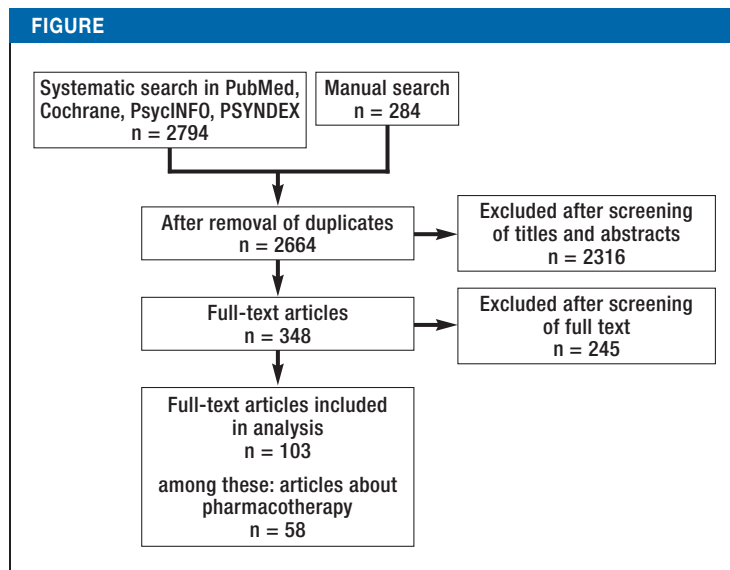 FIGURE
Systematic search in PubMed,
Cochrane, PsycINFO, PSYNDEX
n = 2794
Manual search
n = 284
After removal of duplicates
n = 2664
Excluded after screening
of titles and abstracts
n = 2316
Full-text articles
n = 348
Excluded after screening
of full text
n = 245
Full-text articles included
in analysis
n = 103
among these: articles about
pharmacotherapy
n = 58